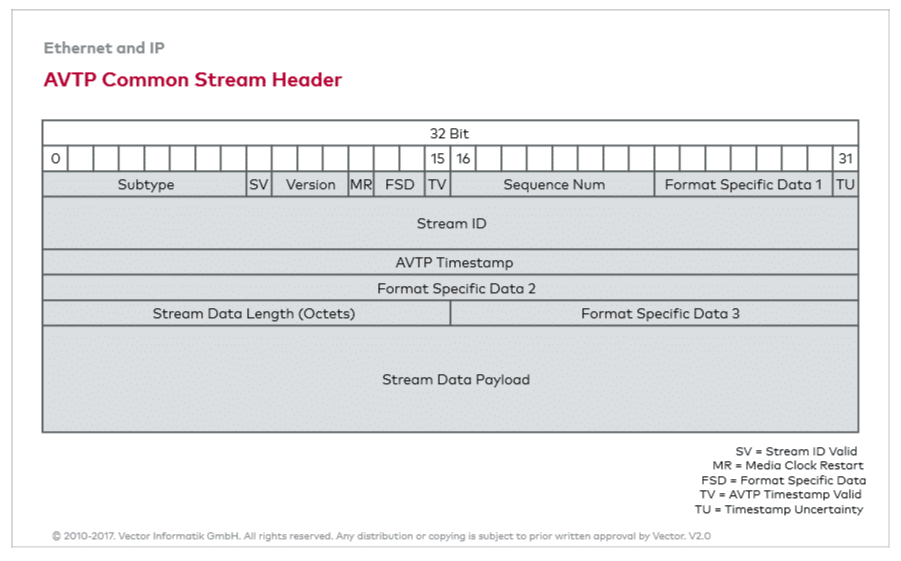 Ethernet and IP
AVTP Common Stream Header
32 Bit
0 15 16 31
Subtype SV Version MR FSD TV Sequence Num Format Specific Data 1 TU
Stream ID
AVTP Timestamp
Format Specific Data 2
Stream Data Length (Octets) Format Specific Data 3
Stream Data Payload
SV = Stream ID Valid
MR = Media Clock Restart
FSD = Format Specific Data
TV = AVTP Timestamp Valid
TU = Timestamp Uncertainty
© 2010-2017. Vector Informatik GmbH. All rights reserved. Any distribution or copying is subject to prior written approval by Vector. V2.0